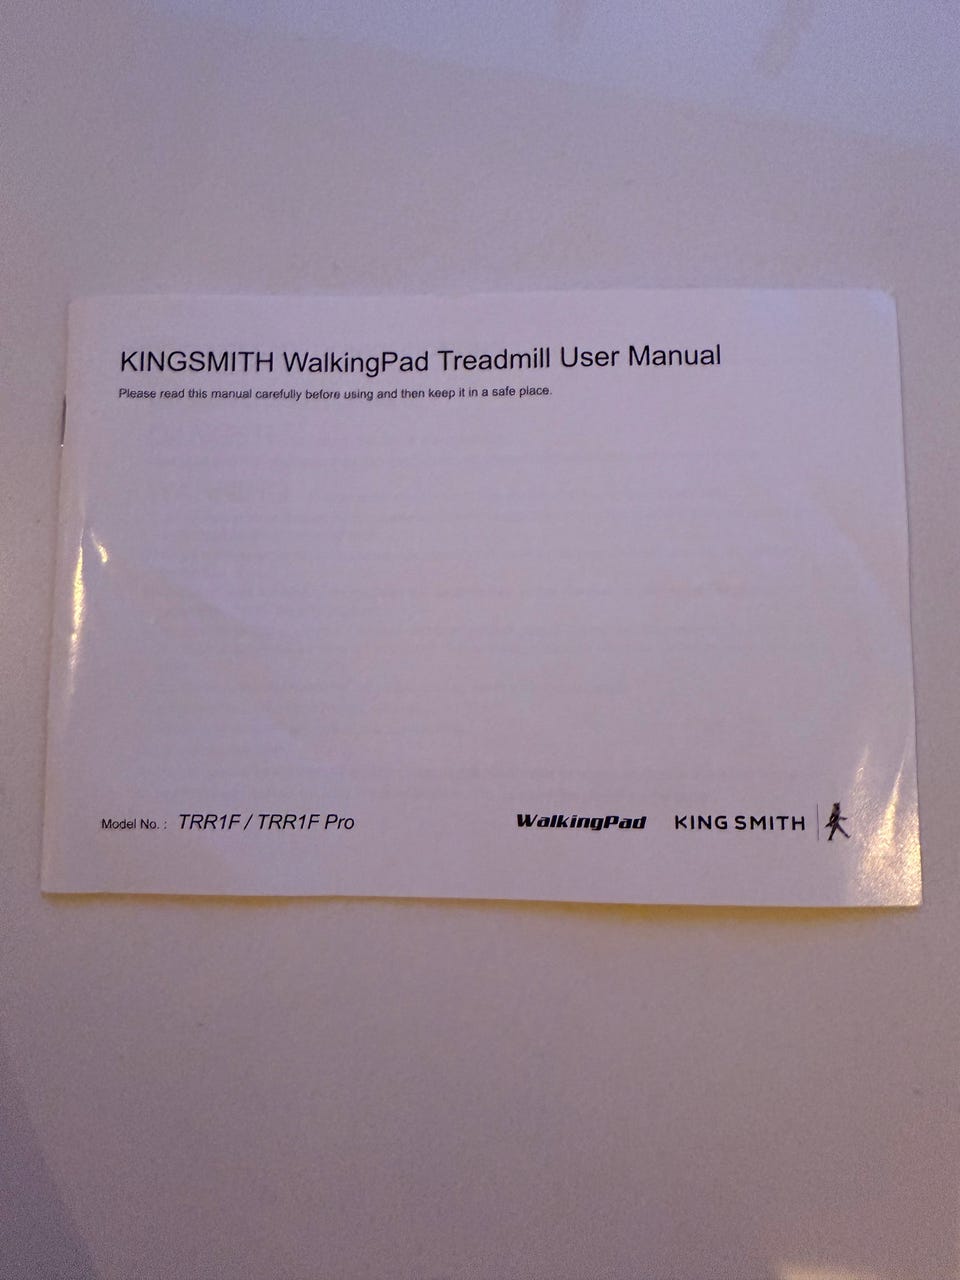 KINGSMITH WalkingPad Treadmill User Manual
Please read this manual carefully before using and then keep it in a safe place.
Model No. : TRR1F / TRR1F Pro WalkingPad KING SMITH